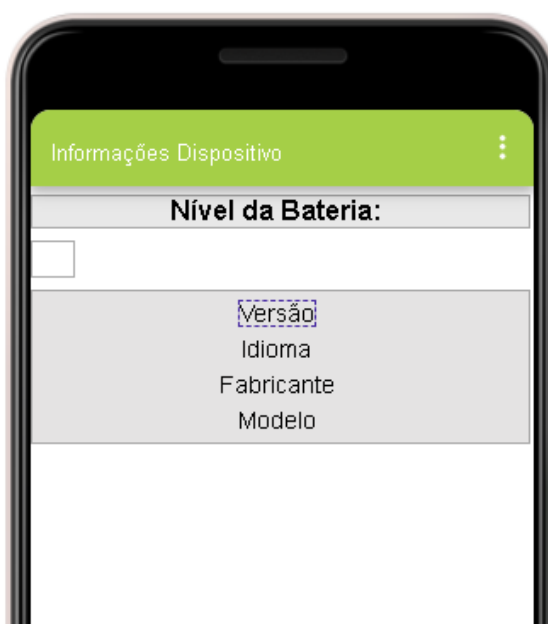 Informações Dispositivo
Nível da Bateria:
Versão
Idioma
Fabricante
Modelo